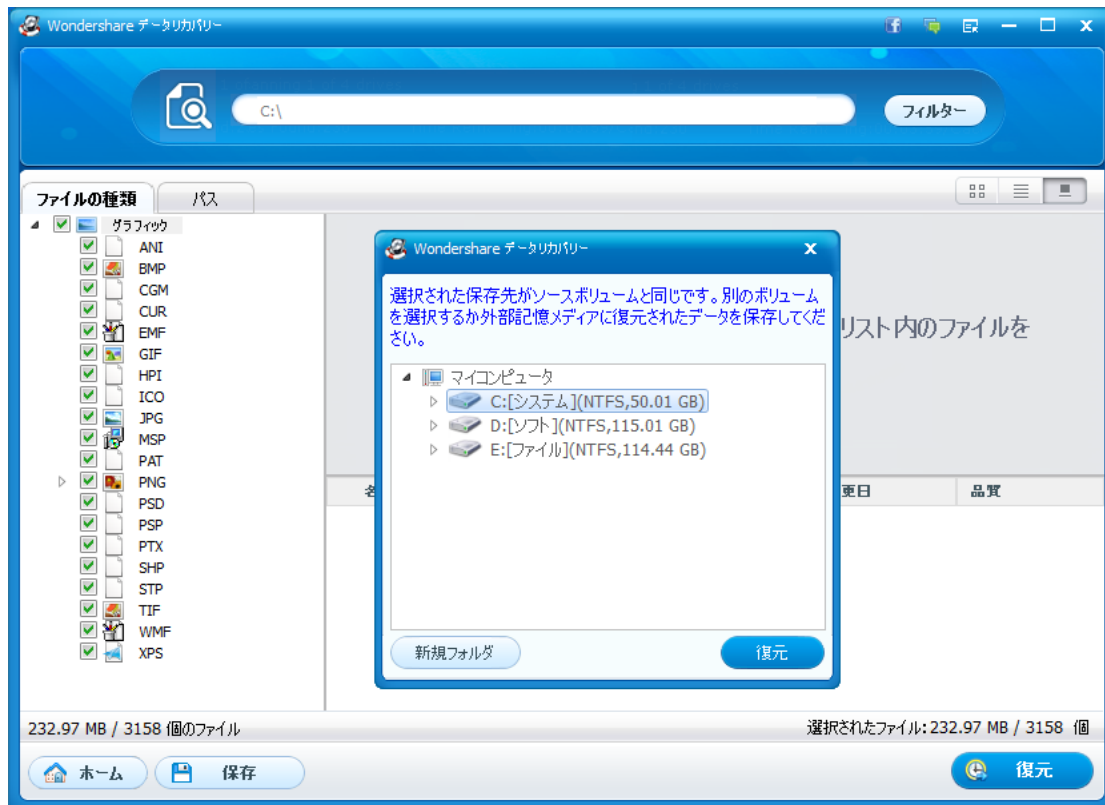 Wondershare データリカバリー
C:\
フィルター
ファイルの種類
パス
グラフィック
ANI
BMP
CGM
CUR
EMF
GIF
HPI
ICO
JPG
MSP
PAT
PNG
PSD
PSP
PTX
SHP
STP
TIF
WMF
XPS
リスト内のファイルを
更日
品質
Wondershare データリカバリー
選択された保存先がソースボリュームと同じです。別のボリューム
を選択するか外部記憶メディアに復元されたデータを保存してくだ
さい。
マイコンピュータ
C:[システム](NTFS,50.01 GB)
D:[ソフト](NTFS,115.01 GB)
E:[ファイル](NTFS,114.44 GB)
新規フォルダ
復元
232.97 MB / 3158 個のファイル
選択されたファイル: 232.97 MB / 3158 個
ホーム
保存
復元